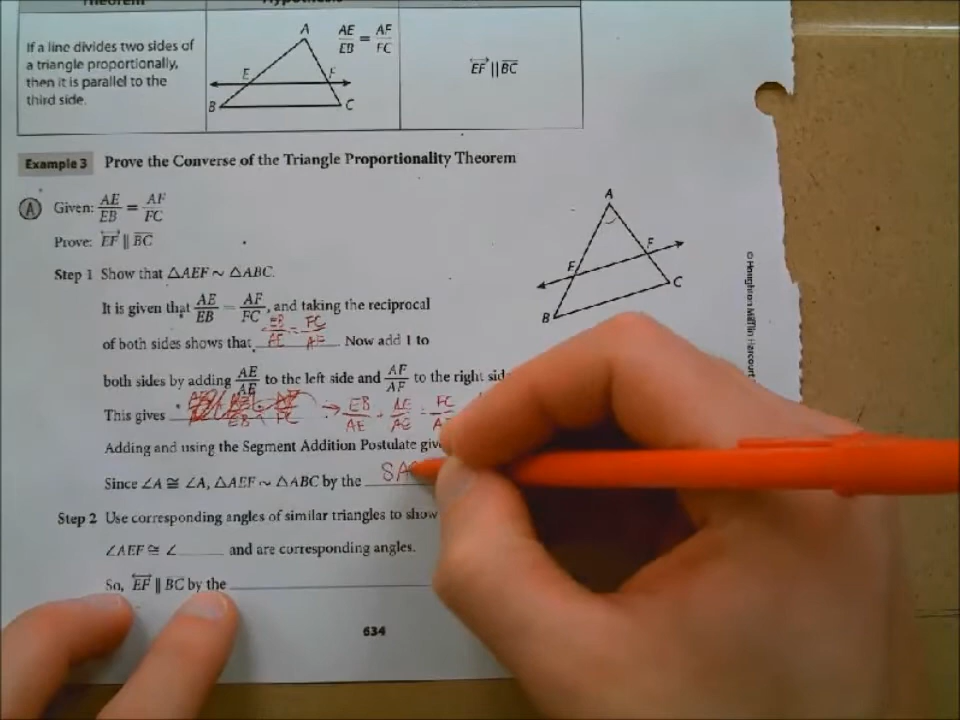 Theorem
Hypothesis
If a line divides two sides of
a triangle proportionally,
then it is parallel to the
third side.
A
E
F
B
C
AE/EB = AF/FC
EF || BC
Example 3 Prove the Converse of the Triangle Proportionality Theorem
A Given: AE/EB = AF/FC
Prove: EF || BC
Step 1 Show that △AEF ~ △ABC.
It is given that AE/EB = AF/FC, and taking the reciprocal
of both sides shows that EB/AE = FC/AF. Now add 1 to
both sides by adding AE/AE to the left side and AF/AF to the right
This gives → EB/AE + AE/AE = FC/
Adding and using the Segment Addition Postulate
Since ∠A ≅ ∠A, △AEF ~ △ABC by the SA
Step 2 Use corresponding angles of similar triangles to show
∠AEF ≅ ∠______ and are corresponding angles.
So, EF || BC by the
634
A
E
F
B
C
© Houghton Mifflin Harcourt